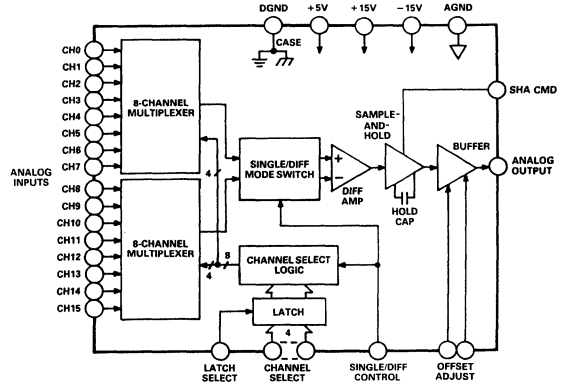 DGND
+5V
+15V
−15V
AGND
CASE
CH0
CH1
CH2
CH3
CH4
CH5
CH6
CH7
CH8
CH9
CH10
CH11
CH12
CH13
CH14
CH15
ANALOG
INPUTS
8-CHANNEL
MULTIPLEXER
8-CHANNEL
MULTIPLEXER
4
8
4
SINGLE/DIFF
MODE SWITCH
+
−
DIFF
AMP
SAMPLE-
AND-
HOLD
HOLD
CAP
BUFFER
SHA CMD
ANALOG
OUTPUT
CHANNEL SELECT
LOGIC
LATCH
4
LATCH
SELECT
CHANNEL
SELECT
SINGLE/DIFF
CONTROL
OFFSET
ADJUST